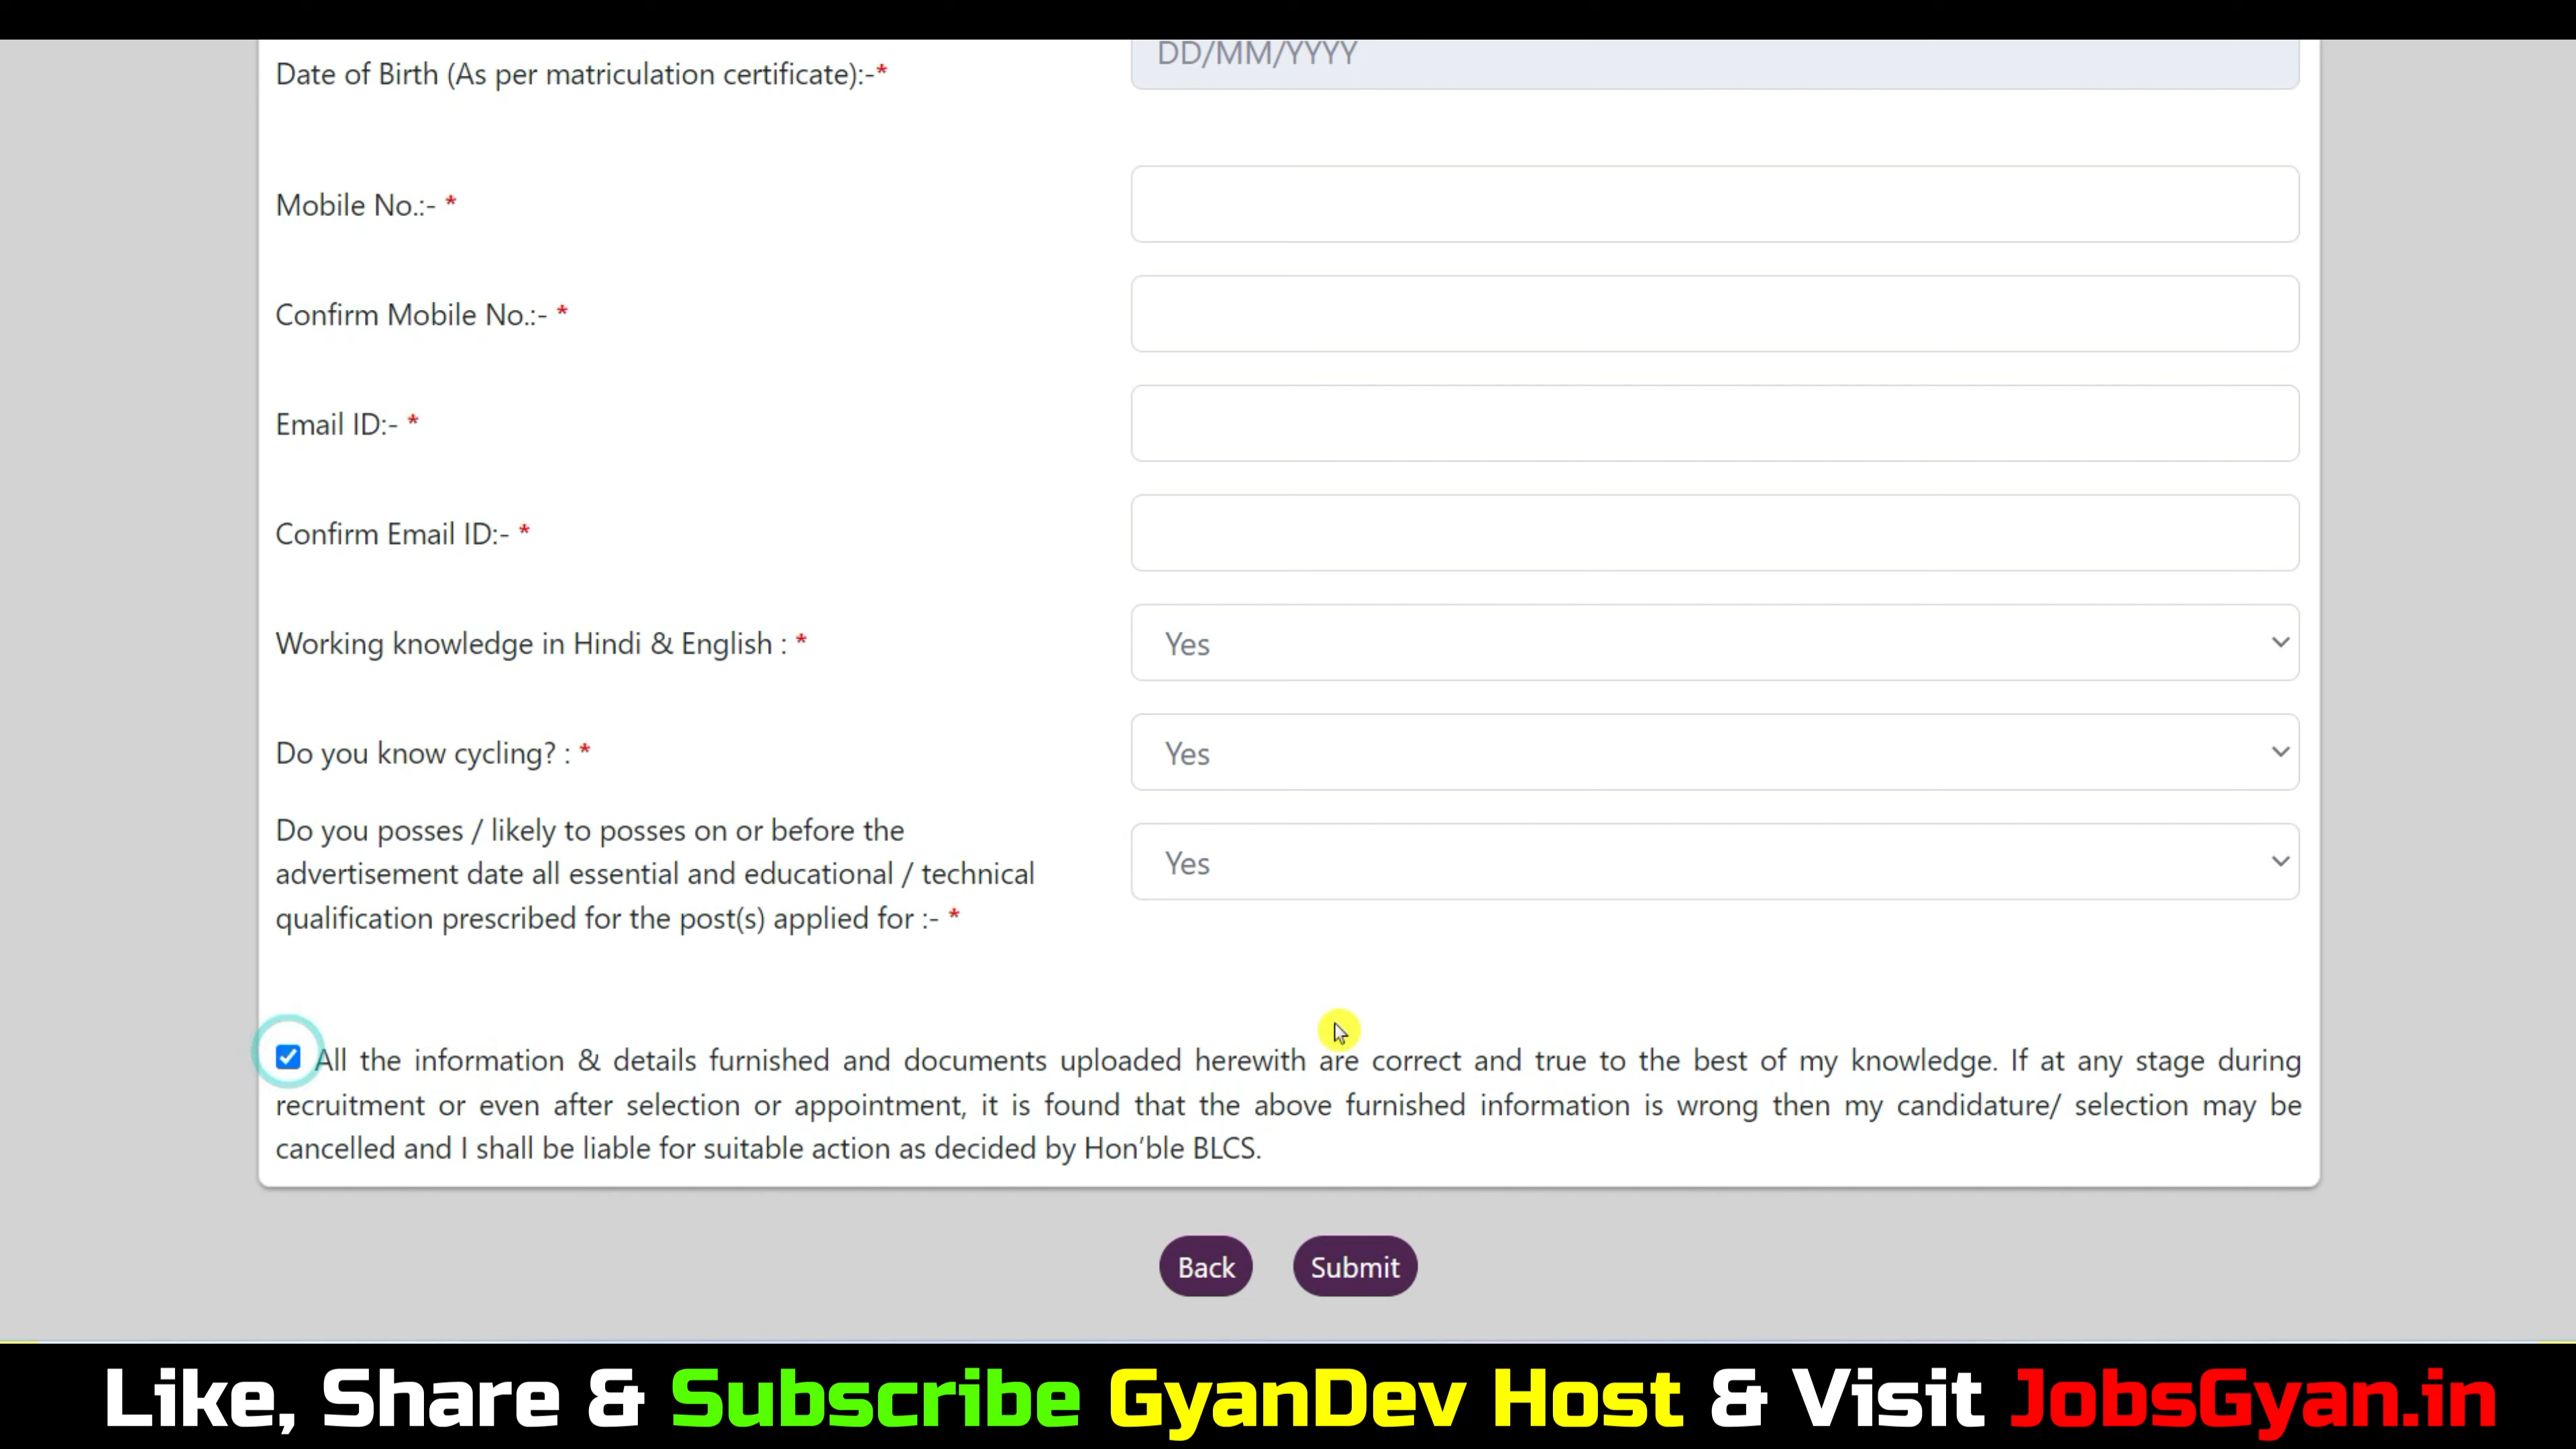 Date of Birth (As per matriculation certificate):-*
DD/MM/YYYY
Mobile No.:- *
Confirm Mobile No.:- *
Email ID:- *
Confirm Email ID:- *
Working knowledge in Hindi & English : *
Yes
Do you know cycling? : *
Yes
Do you posses / likely to posses on or before the
advertisement date all essential and educational / technical
qualification prescribed for the post(s) applied for :- *
Yes
All the information & details furnished and documents uploaded herewith are correct and true to the best of my knowledge. If at any stage during
recruitment or even after selection or appointment, it is found that the above furnished information is wrong then my candidature/ selection may be
cancelled and I shall be liable for suitable action as decided by Hon’ble BLCS.
Back
Submit
Like, Share & Subscribe GyanDev Host & Visit JobsGyan.in